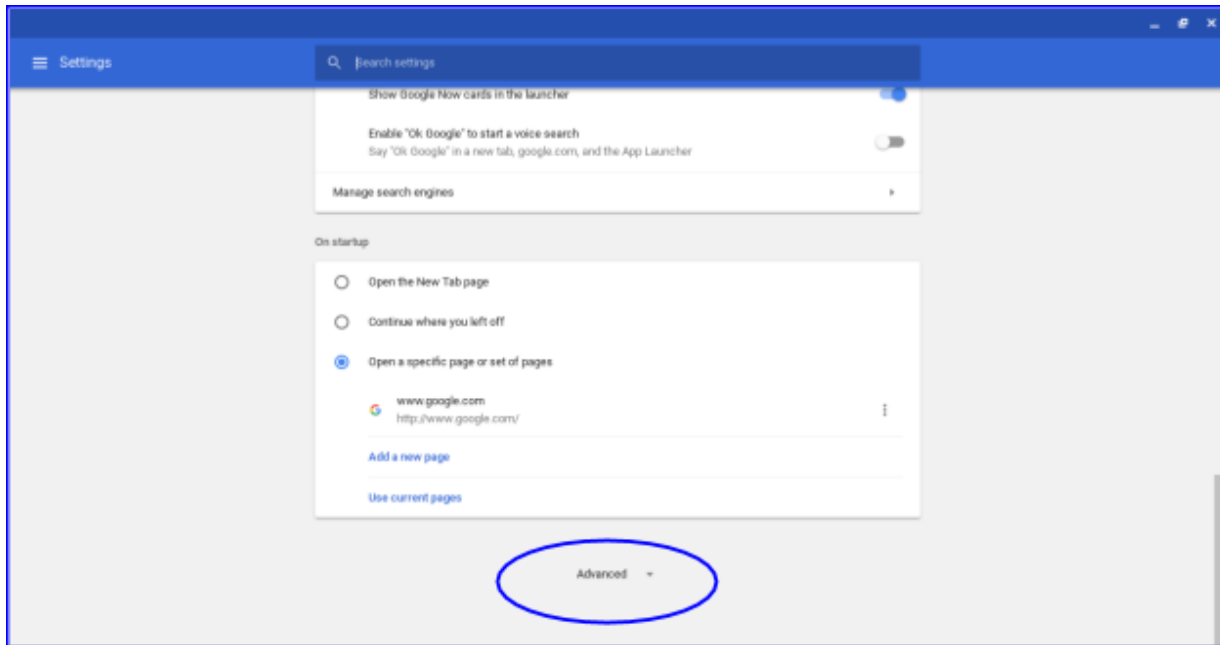 Settings
Search settings
Show Google Now cards in the launcher
Enable "Ok Google" to start a voice search
Say "Ok Google" in a new tab, google.com, and the App Launcher
Manage search engines
On startup
Open the New Tab page
Continue where you left off
Open a specific page or set of pages
www.google.com
http://www.google.com/
Add a new page
Use current pages
Advanced